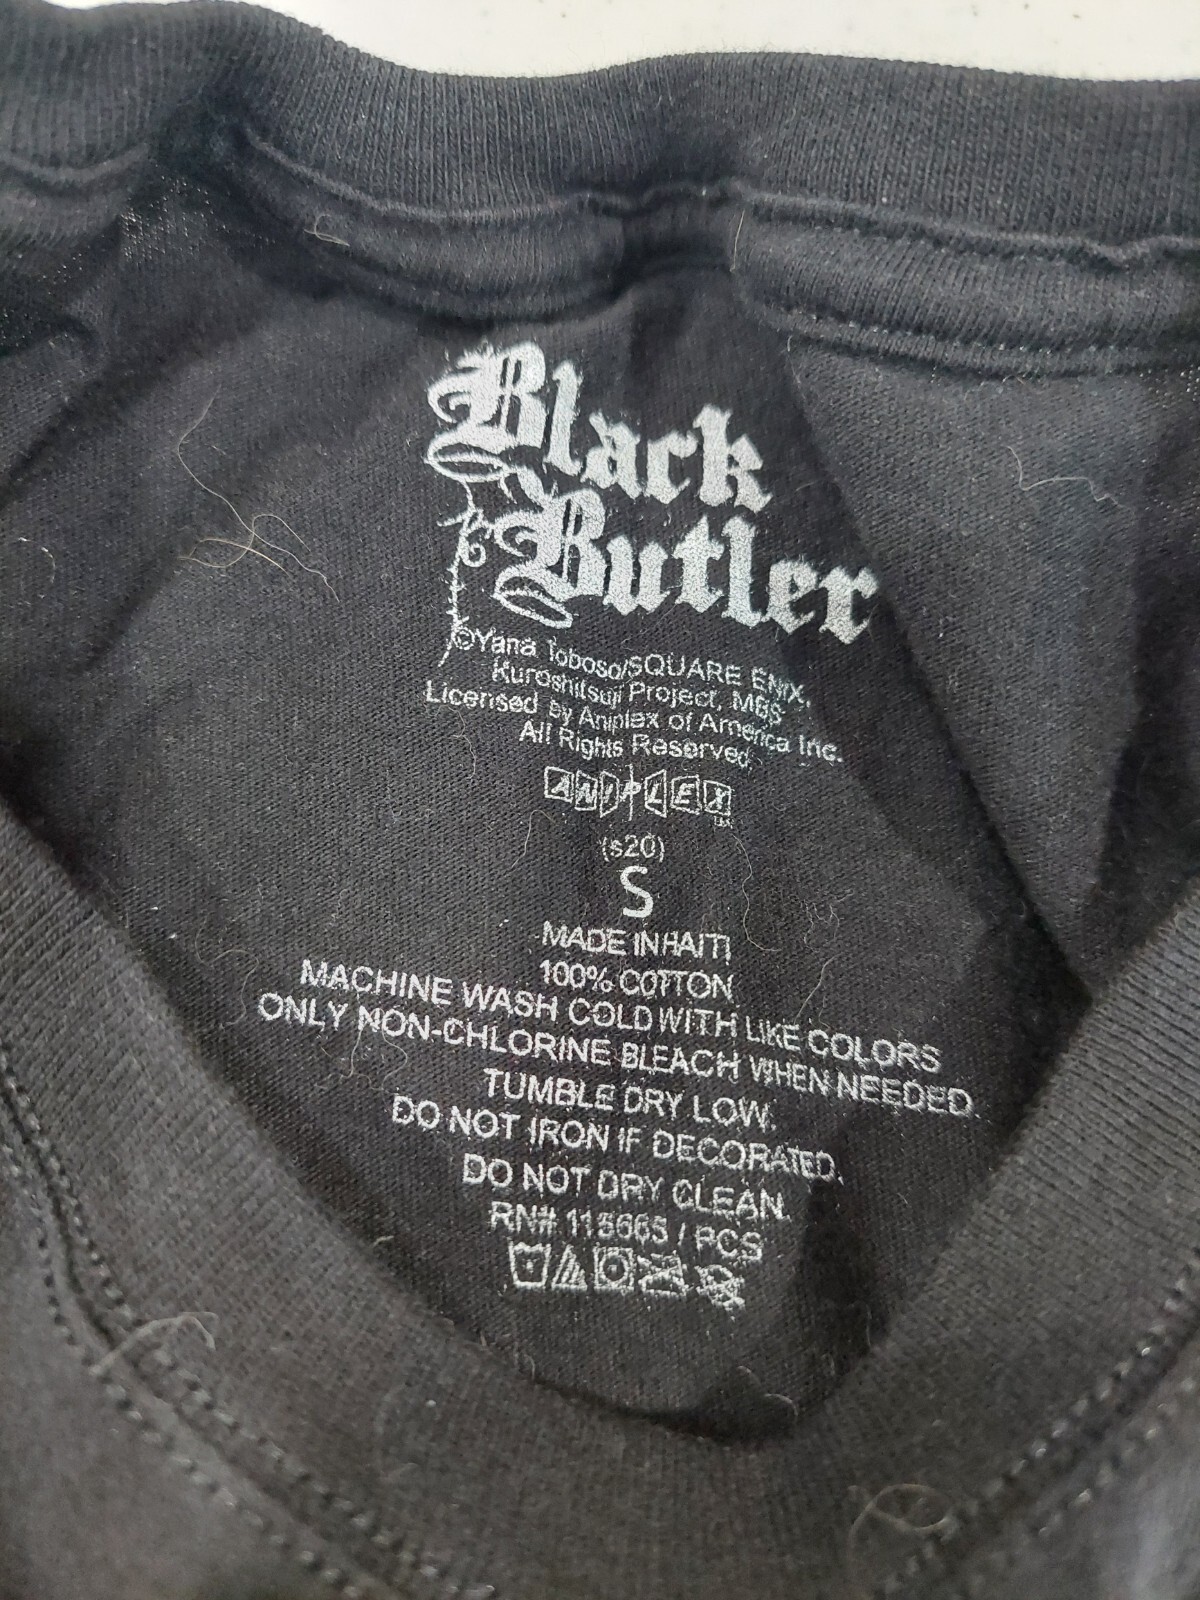 Black
Butler
©Yana Toboso/SQUARE ENIX,
Kuroshitsuji Project, MBS
Licensed by Aniplex of America Inc.
All Rights Reserved.
ANIPLEX
(s20)
S
MADE IN HAITI
100% COTTON
MACHINE WASH COLD WITH LIKE COLORS
ONLY NON-CHLORINE BLEACH WHEN NEEDED.
TUMBLE DRY LOW.
DO NOT IRON IF DECORATED.
DO NOT DRY CLEAN.
RN# 115665 / PCS